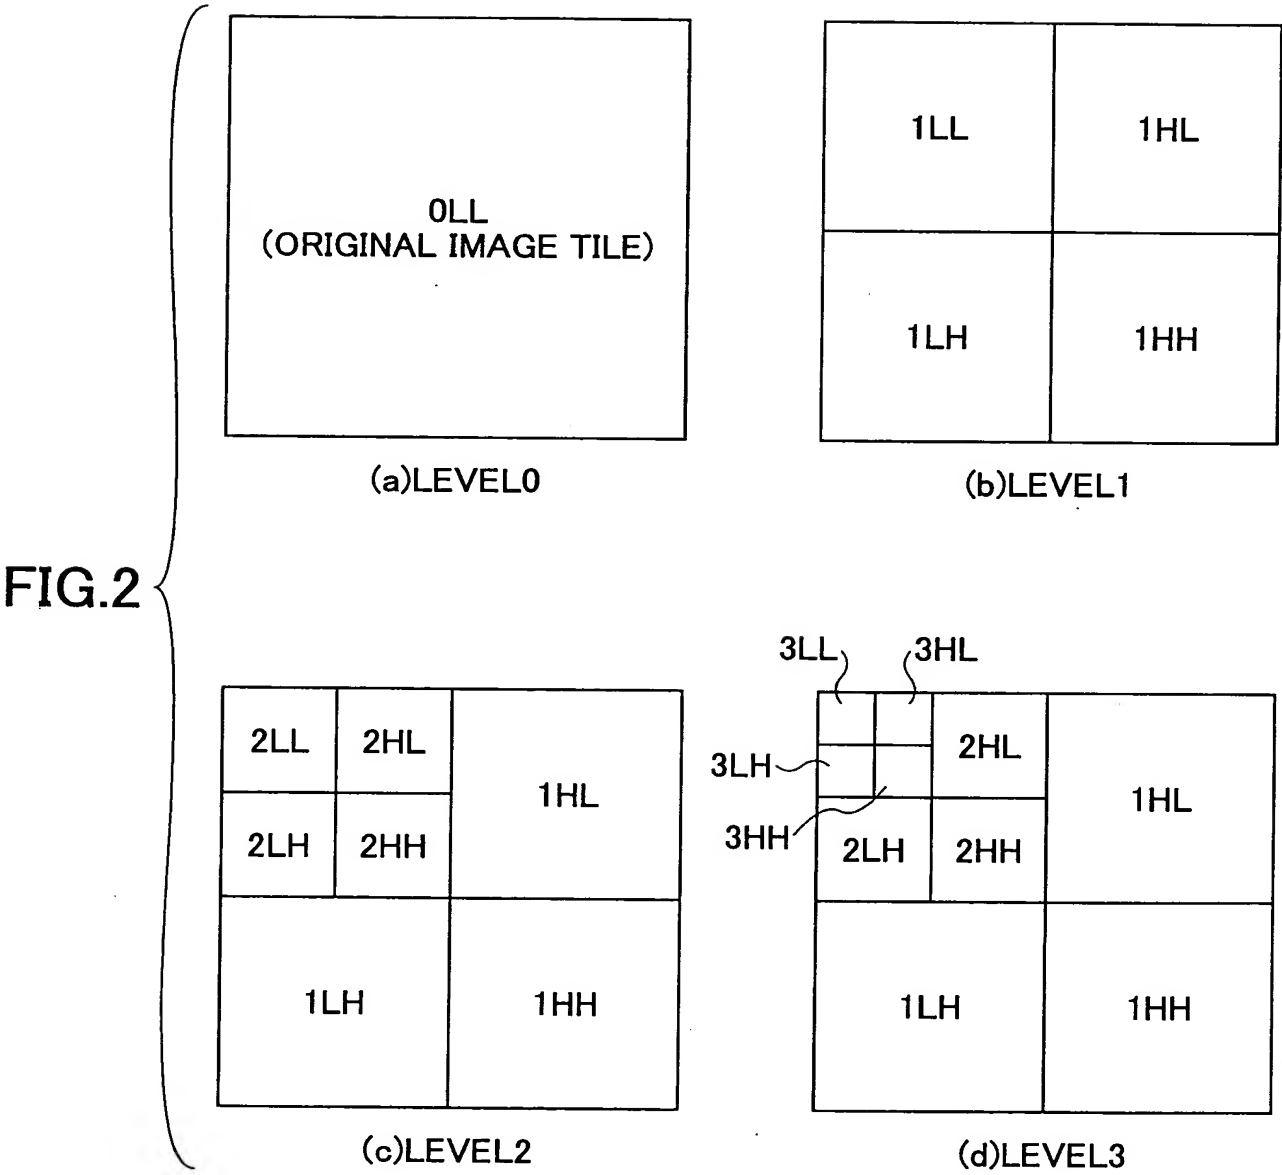 0LL
(ORIGINAL IMAGE TILE)
(a)LEVEL0
1LL 1HL
1LH 1HH
(b)LEVEL1
FIG.2
2LL 2HL
1HL
2LH 2HH
1LH 1HH
(c)LEVEL2
3LL 3HL
2HL
3LH
1HL
3HH
2LH 2HH
1LH 1HH
(d)LEVEL3